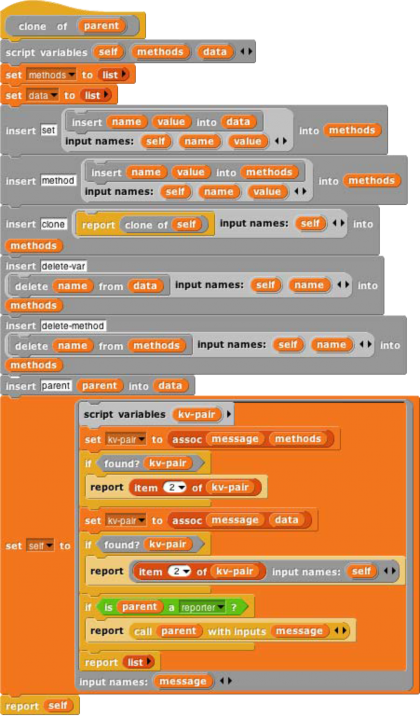 clone of parent
script variables self methods data
set methods to list
set data to list
insert set insert name value into data input names: self name value into methods
insert method insert name value into methods input names: self name value into methods
insert clone report clone of self input names: self into
methods
insert delete-var
delete name from data input names: self name into
methods
insert delete-method
delete name from methods input names: self name into
methods
insert parent parent into data
set self to
script variables kv-pair
set kv-pair to assoc message methods
if found? kv-pair
report item 2 of kv-pair
set kv-pair to assoc message data
if found? kv-pair
report item 2 of kv-pair input names: self
if is parent a reporter ?
report call parent with inputs message
report list
input names: message
report self